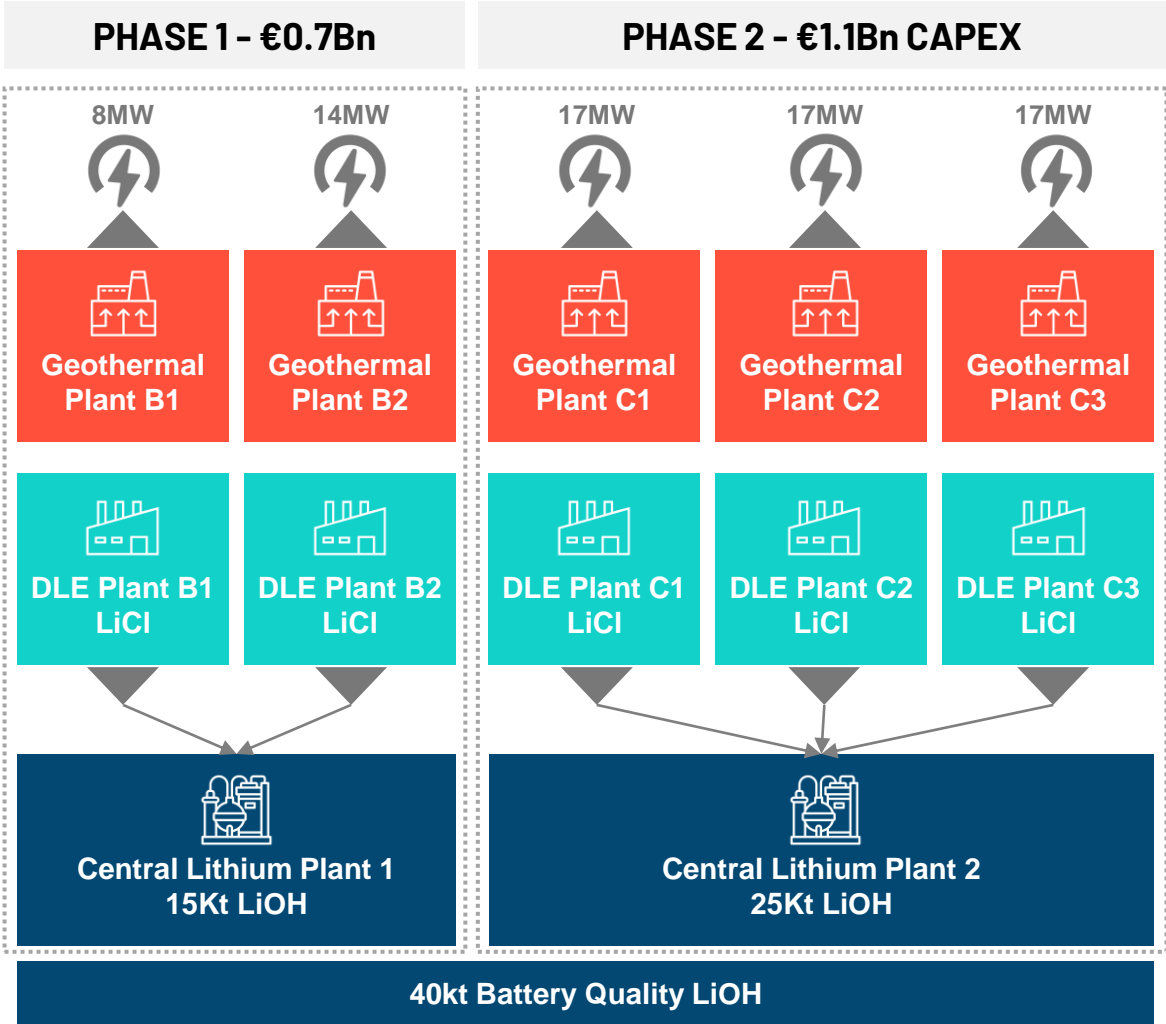 PHASE 1 - €0.7Bn
PHASE 2 - €1.1Bn CAPEX
8MW
14MW
17MW
17MW
17MW
Geothermal
Plant B1
Geothermal
Plant B2
Geothermal
Plant C1
Geothermal
Plant C2
Geothermal
Plant C3
DLE Plant B1
LiCl
DLE Plant B2
LiCl
DLE Plant C1
LiCl
DLE Plant C2
LiCl
DLE Plant C3
LiCl
Central Lithium Plant 1
15Kt LiOH
Central Lithium Plant 2
25Kt LiOH
40kt Battery Quality LiOH